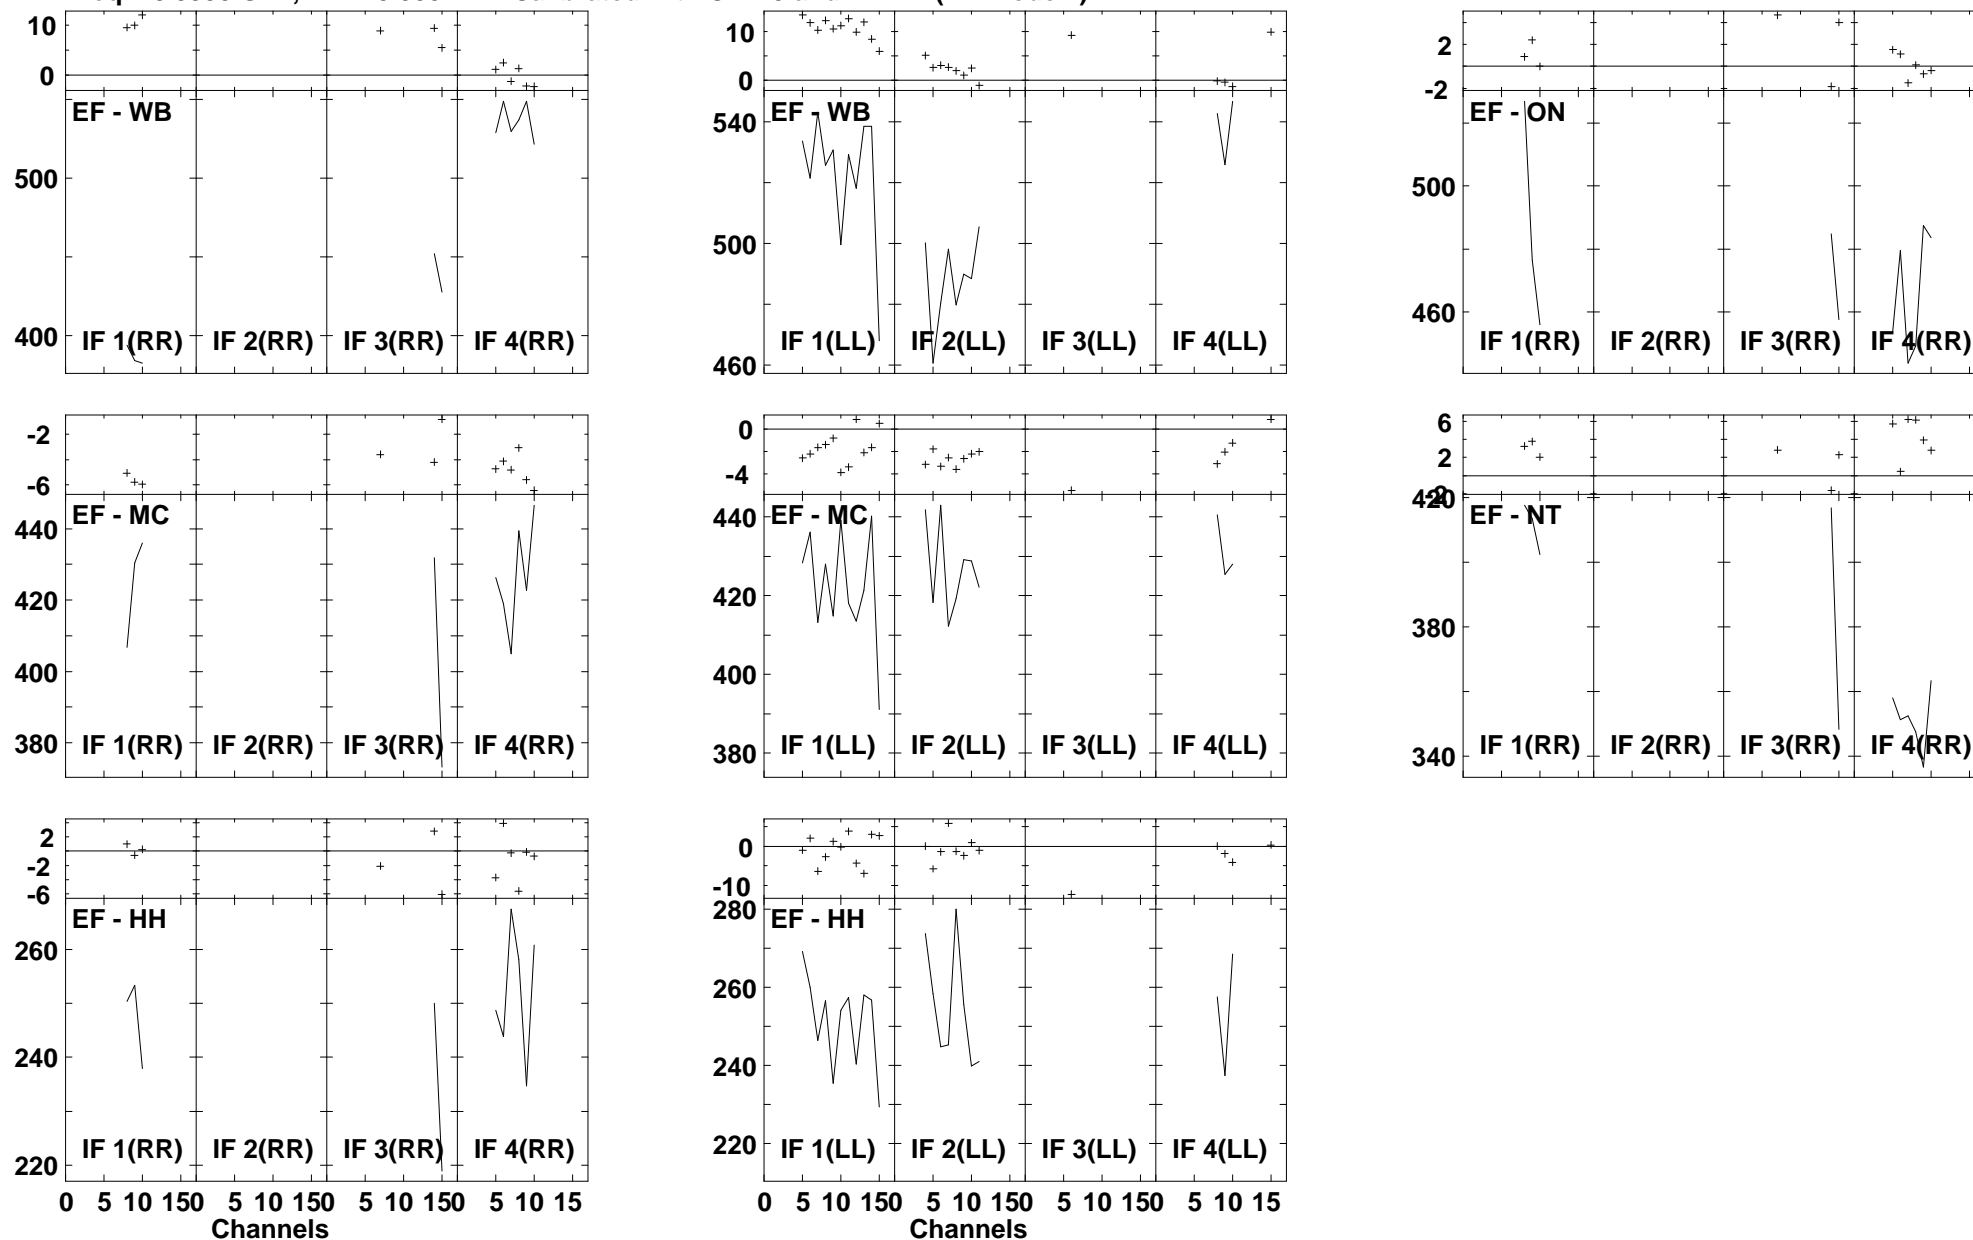 10
0
EF - WB
500
400
IF 1(RR) IF 2(RR) IF 3(RR) IF 4(RR)
10
0
EF - WB
540
500
460
IF 1(LL) IF 2(LL) IF 3(LL) IF 4(LL)
2
-2
EF - ON
500
460
IF 1(RR) IF 2(RR) IF 3(RR) IF 4(RR)
-2
-6
EF - MC
440
420
400
380
IF 1(RR) IF 2(RR) IF 3(RR) IF 4(RR)
0
-4
EF - MC
440
420
400
380
IF 1(LL) IF 2(LL) IF 3(LL) IF 4(LL)
6
2
-2
420
EF - NT
380
340
IF 1(RR) IF 2(RR) IF 3(RR) IF 4(RR)
2
-2
-6
EF - HH
260
240
220
IF 1(RR) IF 2(RR) IF 3(RR) IF 4(RR)
0 5 10 150 5 10 150 5 10 150 5 10 15
Channels
0
-10
EF - HH
280
260
240
220
IF 1(LL) IF 2(LL) IF 3(LL) IF 4(LL)
0 5 10 150 5 10 150 5 10 150 5 10 15
Channels